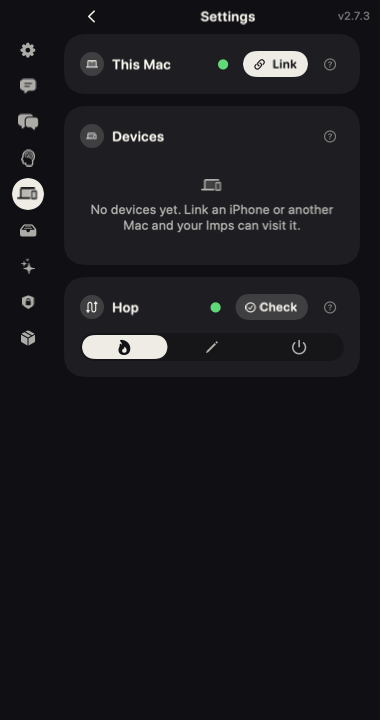 Settings
v2.7.3
This Mac
Link
Devices
No devices yet. Link an iPhone or another
Mac and your Imps can visit it.
Hop
Check